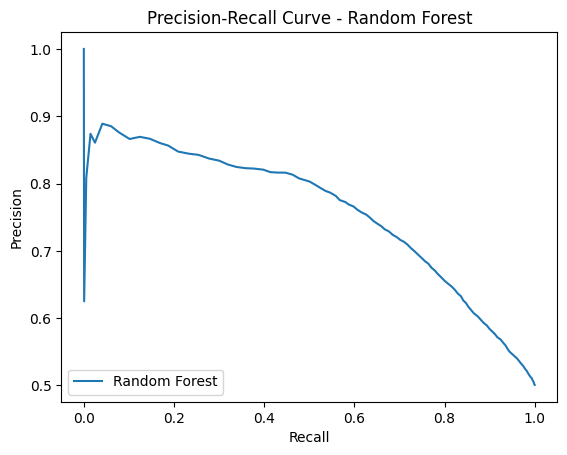 Precision-Recall Curve - Random Forest
1.0
0.9
0.8
0.7
0.6
0.5
Precision
Random Forest
0.0 0.2 0.4 0.6 0.8 1.0
Recall